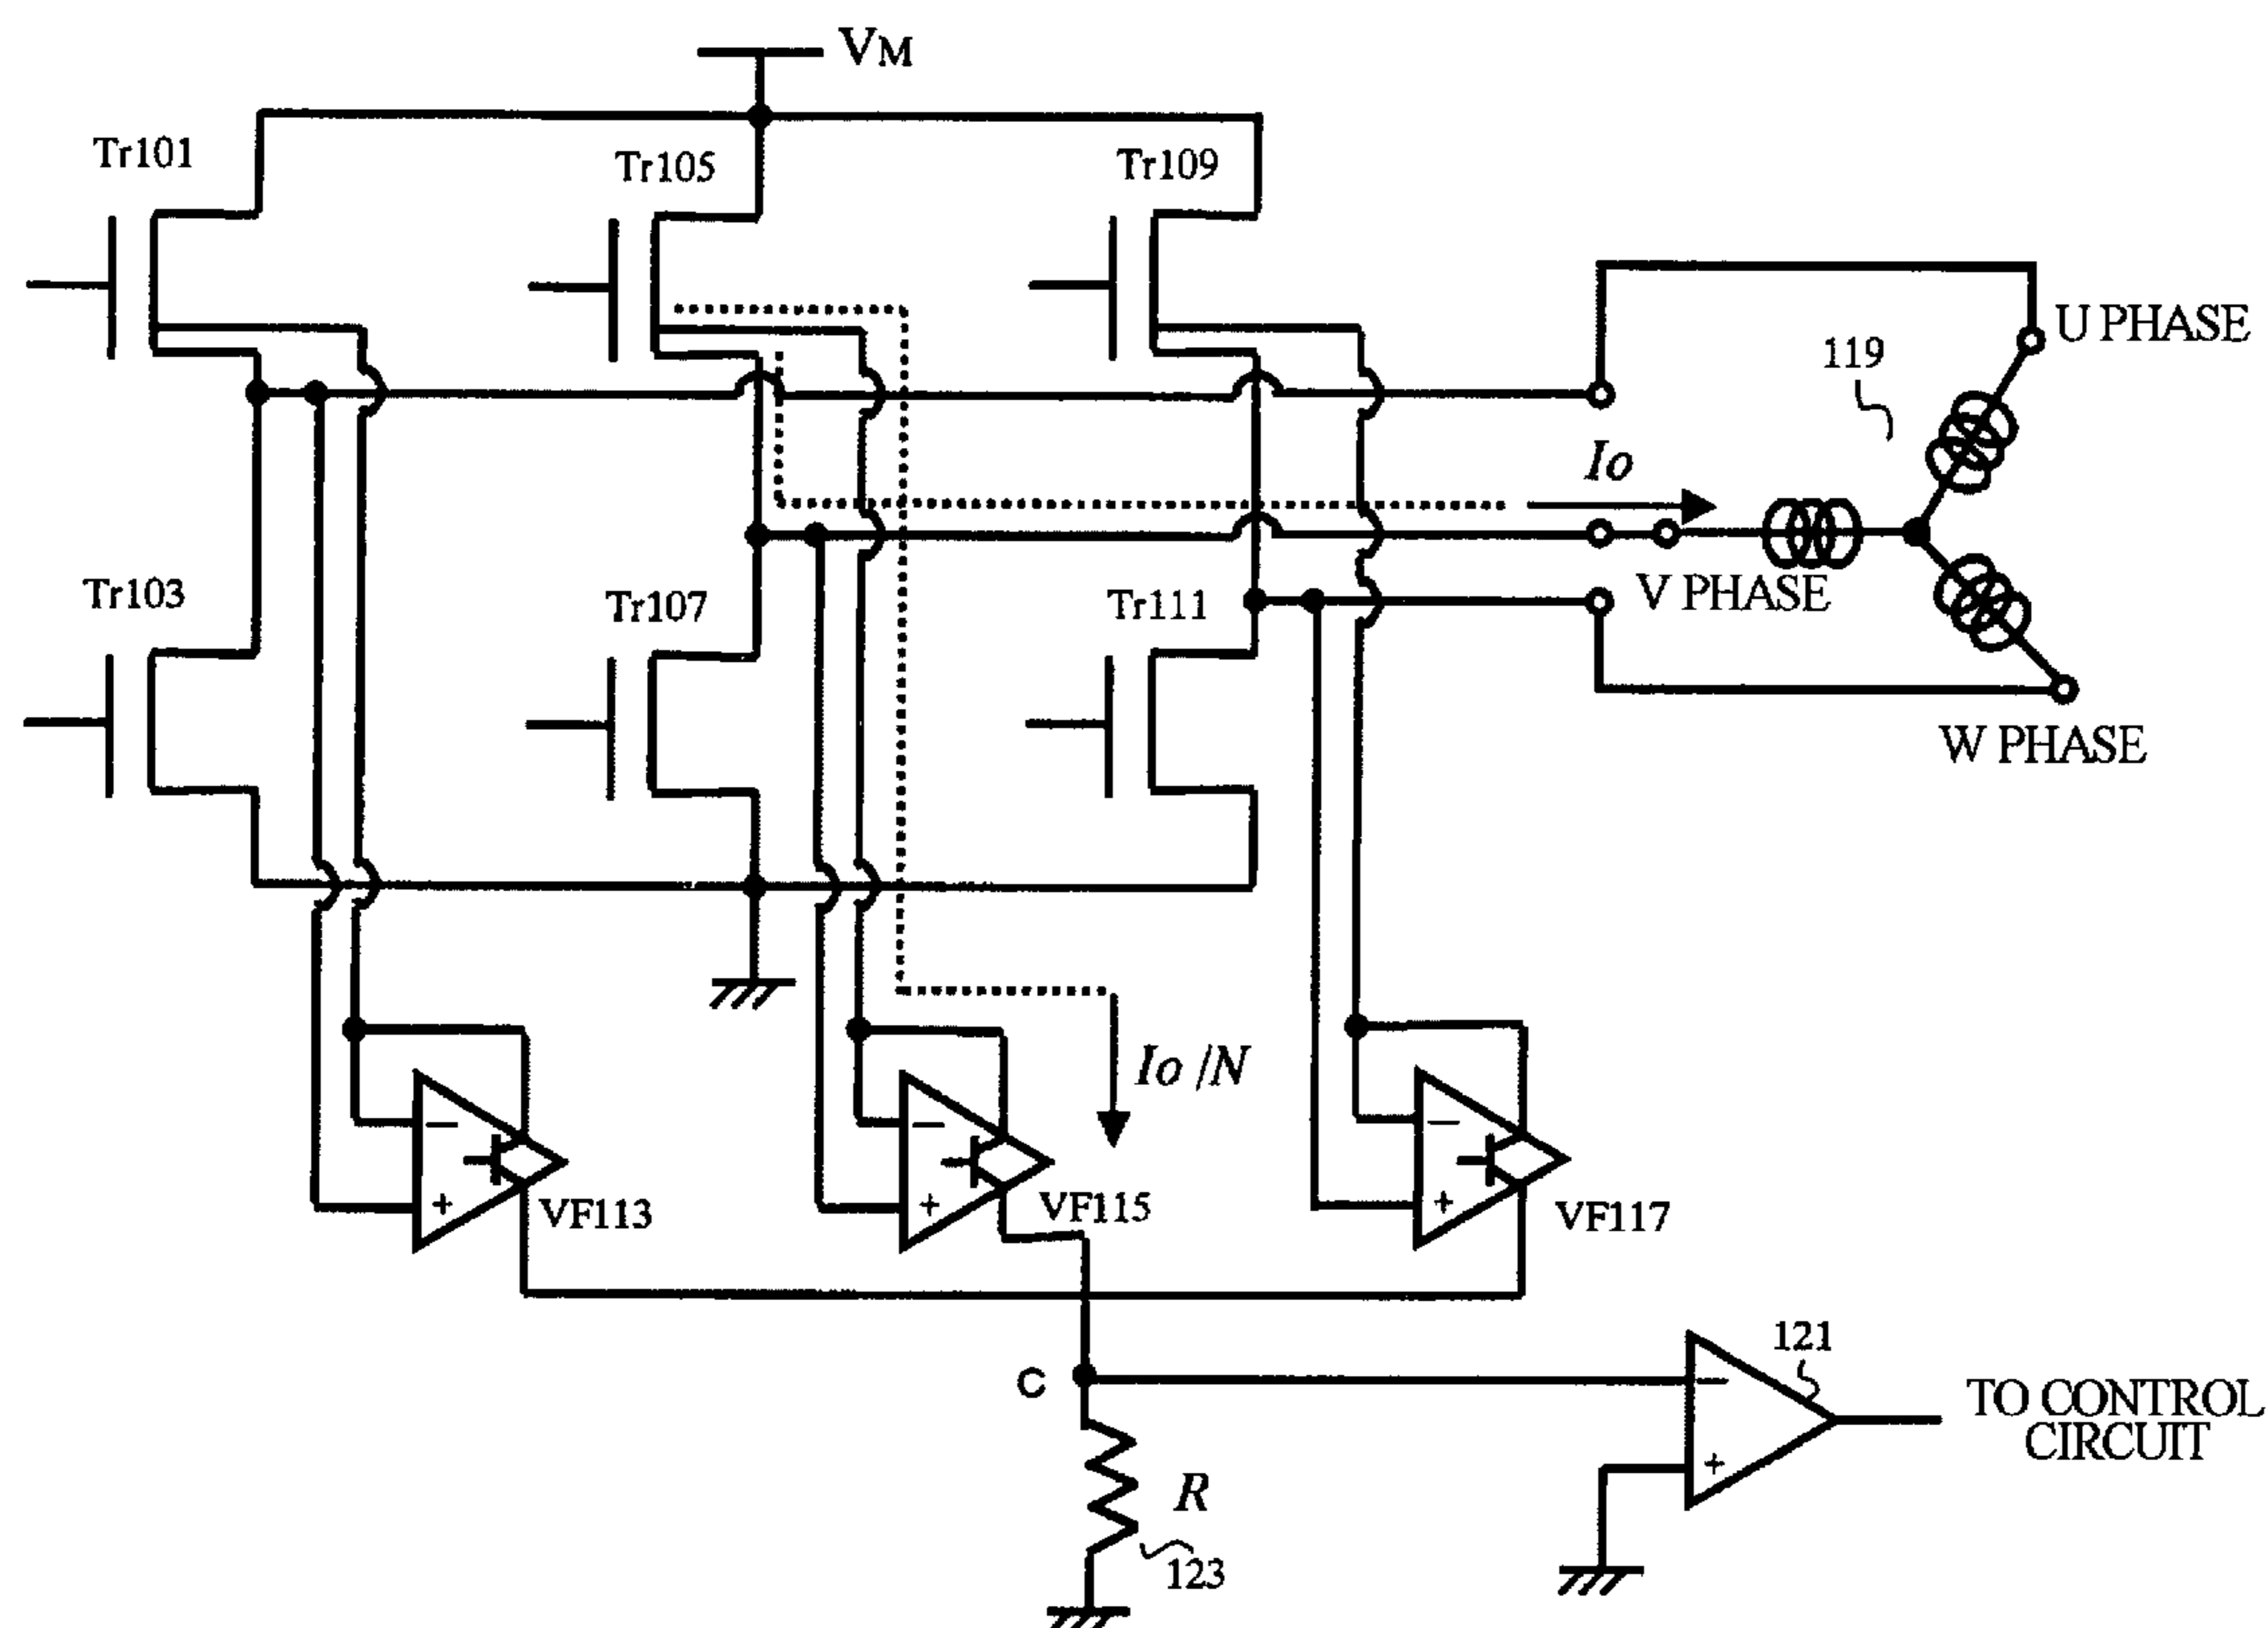 VM
Tr101
Tr105
Tr109
U PHASE
119
Io
V PHASE
Tr103
Tr107
Tr111
W PHASE
Io /N
−
+
VF113
−
+
VF115
−
+
VF117
C
121
−
+
TO CONTROL
CIRCUIT
R
123